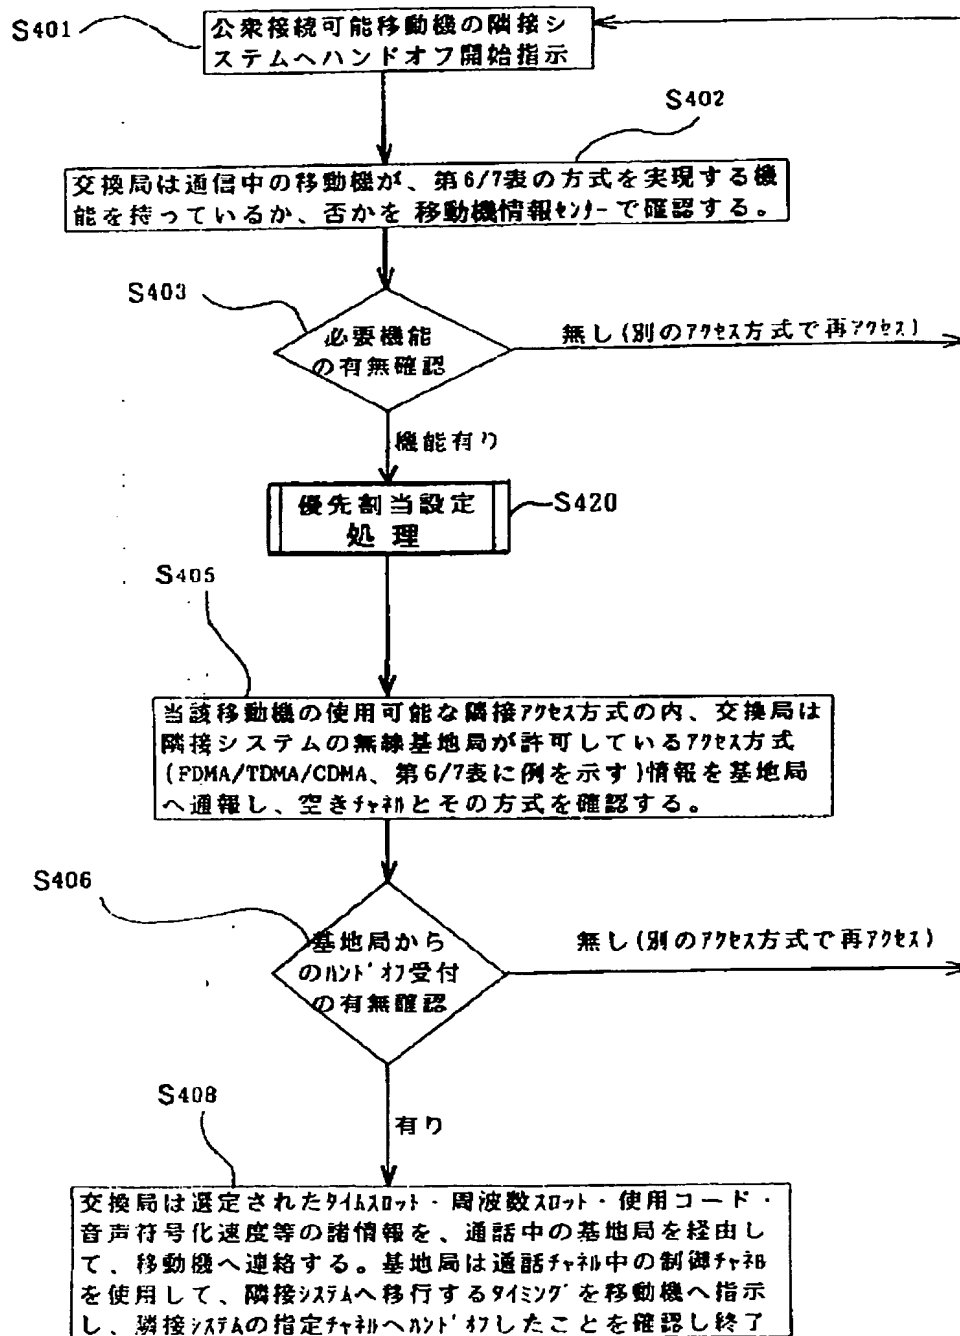 S401
公衆接続可能移動機の隣接シ
ステムへハンドオフ開始指示
S402
交換局は通信中の移動機が、第6/7表の方式を実現する機
能を持っているか、否かを 移動機情報ｾﾝﾀｰで確認する。
S403
必要機能
の有無確認
無し(別のｱｸｾｽ方式で再ｱｸｾｽ)
機能有り
優先割当設定
処 理
S420
S405
当該移動機の使用可能な隣接ｱｸｾｽ方式の内、交換局は
隣接システムの無線基地局が許可しているｱｸｾｽ方式
(FDMA/TDMA/CDMA、第6/7表に例を示す)情報を基地局
へ通報し、空きﾁｬﾈﾙとその方式を確認する。
S406
基地局から
のﾊﾝﾄﾞｵﾌ受付
の有無確認
無し(別のｱｸｾｽ方式で再ｱｸｾｽ)
有り
S408
交換局は選定されたﾀｲﾑｽﾛｯﾄ・周波数ｽﾛｯﾄ・使用コード・
音声符号化速度等の諸情報を、通話中の基地局を経由し
て、移動機へ連絡する。基地局は通話ﾁｬﾈﾙ中の制御ﾁｬﾈﾙ
を使用して、隣接ｼｽﾃﾑへ移行するﾀｲﾐﾝｸﾞを移動機へ指示
し、隣接ｼｽﾃﾑの指定ﾁｬﾈﾙへﾊﾝﾄﾞｵﾌしたことを確認し終了